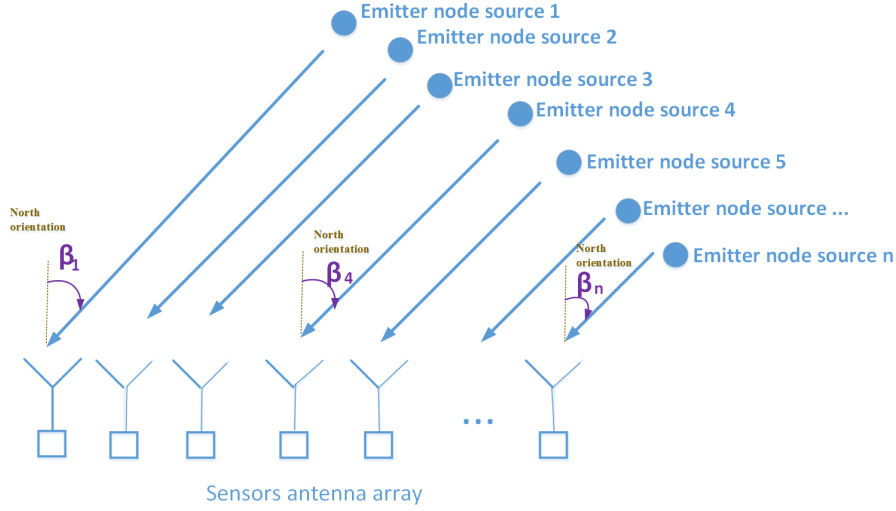 Emitter node source 1
Emitter node source 2
Emitter node source 3
Emitter node source 4
Emitter node source 5
Emitter node source ...
Emitter node source n
North
orientation
β1
North
orientation
β4
North
orientation
βn
...
Sensors antenna array